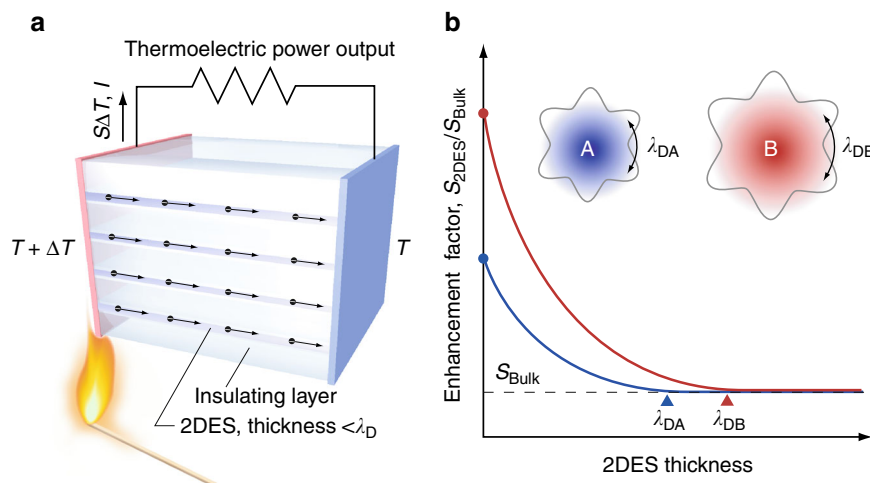 a
Thermoelectric power output
SΔT, I
T + ΔT
T
Insulating layer
2DES, thickness <λD
b
Enhancement factor, S2DES/SBulk
A
λDA
B
λDB
SBulk
λDA
λDB
2DES thickness